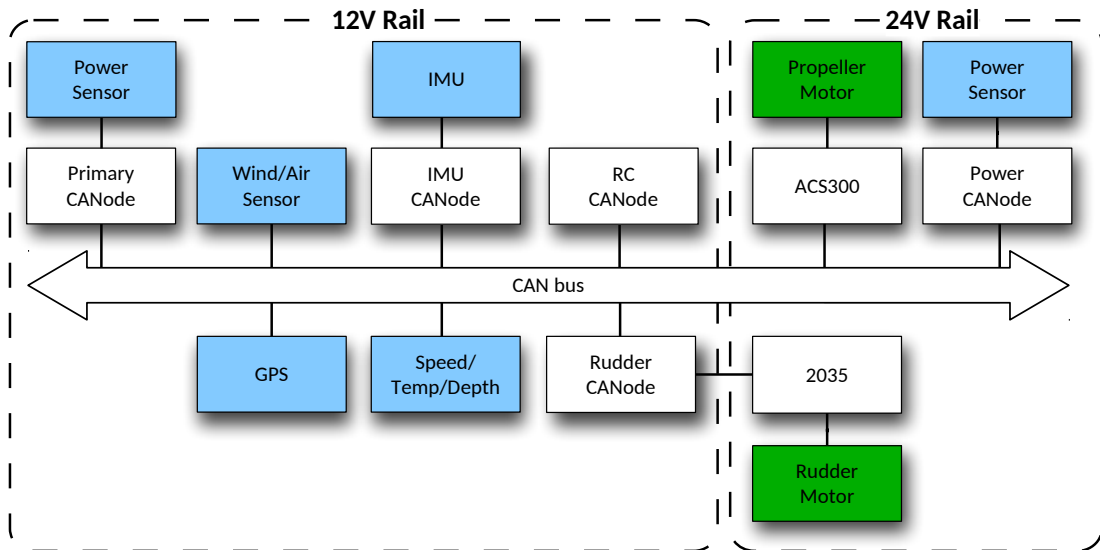 12V Rail
24V Rail
Power
Sensor
IMU
Propeller
Motor
Power
Sensor
Primary
CANode
Wind/Air
Sensor
IMU
CANode
RC
CANode
ACS300
Power
CANode
CAN bus
GPS
Speed/
Temp/Depth
Rudder
CANode
2035
Rudder
Motor